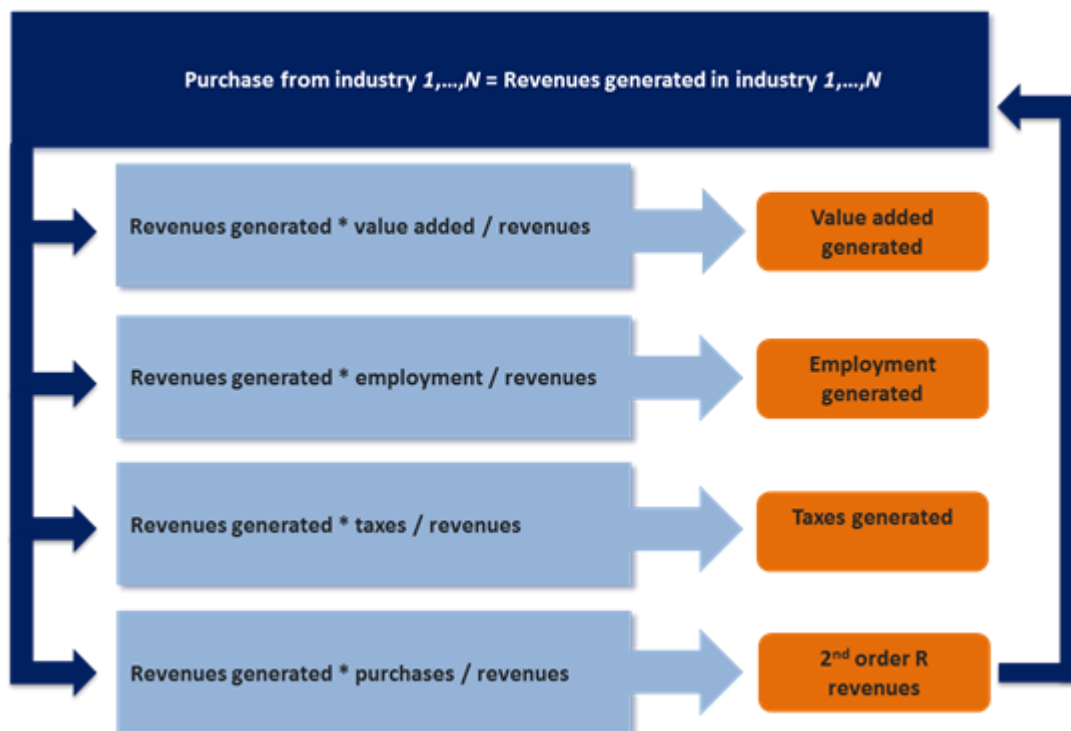 Purchase from industry 1,...,N = Revenues generated in industry 1,...,N
Revenues generated * value added / revenues
Value added
generated
Revenues generated * employment / revenues
Employment
generated
Revenues generated * taxes / revenues
Taxes generated
Revenues generated * purchases / revenues
2nd order R
revenues